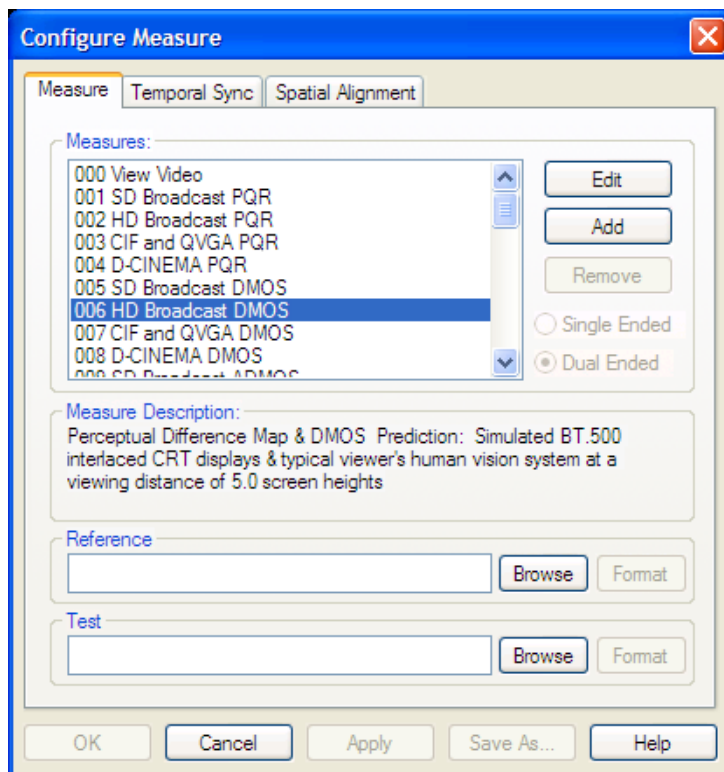 Configure Measure
Measure
Temporal Sync
Spatial Alignment
Measures:
000 View Video
001 SD Broadcast PQR
002 HD Broadcast PQR
003 CIF and QVGA PQR
004 D-CINEMA PQR
005 SD Broadcast DMOS
006 HD Broadcast DMOS
007 CIF and QVGA DMOS
008 D-CINEMA DMOS
009 SD Broadcast ADMOS
Edit
Add
Remove
Single Ended
Dual Ended
Measure Description:
Perceptual Difference Map & DMOS Prediction: Simulated BT.500
interlaced CRT displays & typical viewer's human vision system at a
viewing distance of 5.0 screen heights
Reference
Browse
Format
Test
Browse
Format
OK
Cancel
Apply
Save As...
Help